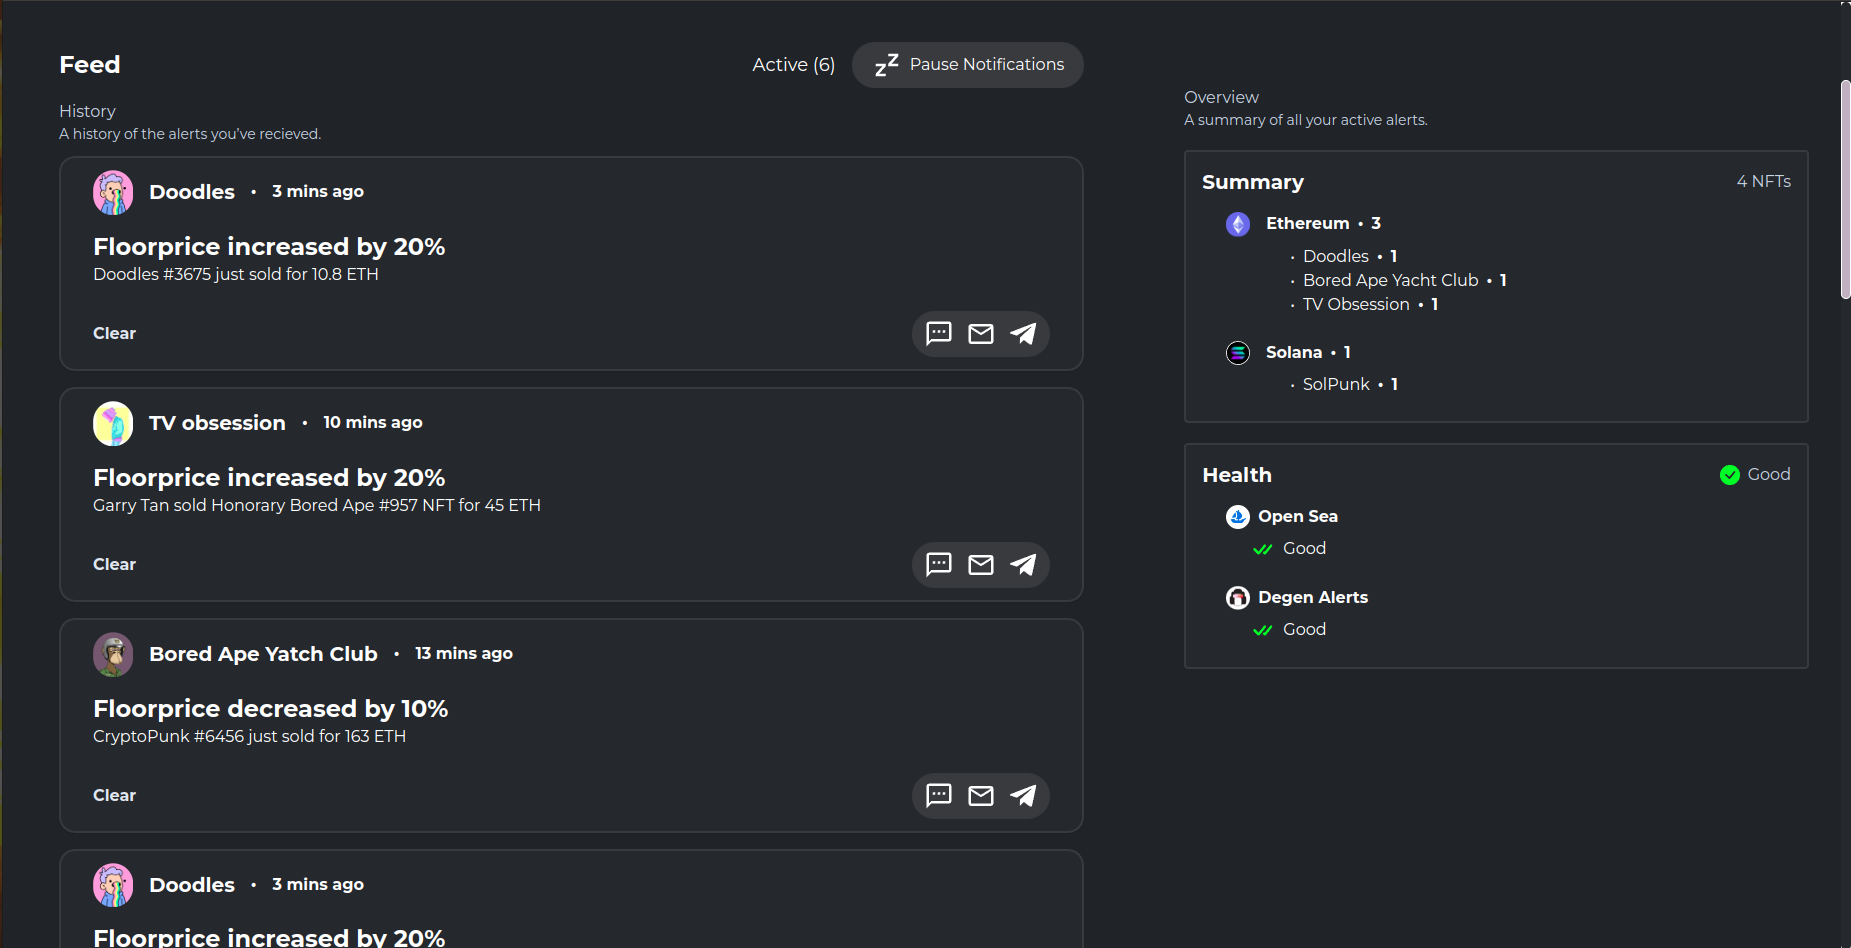 Feed
Active (6)
Pause Notifications
History
A history of the alerts you've recieved.
Doodles • 3 mins ago
Floorprice increased by 20%
Doodles #3675 just sold for 10.8 ETH
Clear
TV obsession • 10 mins ago
Floorprice increased by 20%
Garry Tan sold Honorary Bored Ape #957 NFT for 45 ETH
Clear
Bored Ape Yatch Club • 13 mins ago
Floorprice decreased by 10%
CryptoPunk #6456 just sold for 163 ETH
Clear
Doodles • 3 mins ago
Floorprice increased by 20%
Overview
A summary of all your active alerts.
Summary
4 NFTs
Ethereum • 3
• Doodles • 1
• Bored Ape Yacht Club • 1
• TV Obsession • 1
Solana • 1
• SolPunk • 1
Health
Good
Open Sea
Good
Degen Alerts
Good